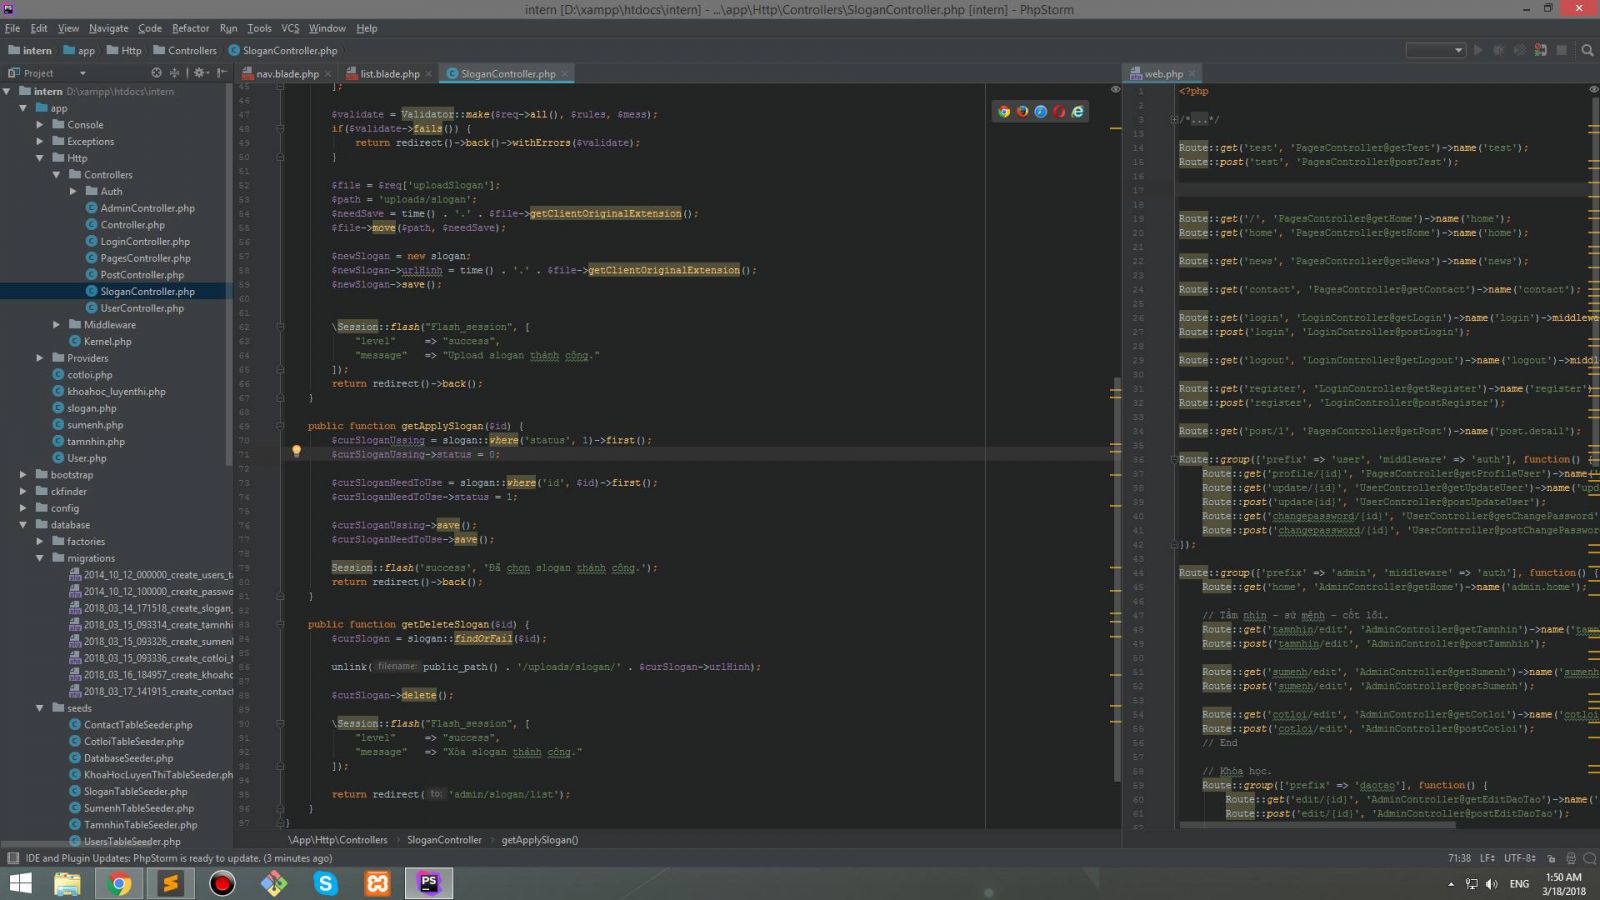 intern [D:\xampp\htdocs\intern] - ...\app\Http\Controllers\SloganController.php [intern] - PhpStorm
File Edit View Navigate Code Refactor Run Tools VCS Window Help
intern app Http Controllers SloganController.php
Project
intern D:\xampp\htdocs\intern
app
Console
Exceptions
Http
Controllers
Auth
AdminController.php
Controller.php
LoginController.php
PagesController.php
PostController.php
SloganController.php
UserController.php
Middleware
Kernel.php
Providers
cotloi.php
khoahoc_luyenthi.php
slogan.php
sumenh.php
tamnhin.php
User.php
bootstrap
ckfinder
config
database
factories
migrations
2014_10_12_000000_create_users_ta
2014_10_12_100000_create_passwo
2018_03_14_171518_create_slogan_
2018_03_15_093314_create_tamnhi
2018_03_15_093326_create_sumenl
2018_03_15_093336_create_cotloi_t
2018_03_16_184957_create_khoaho
2018_03_17_141915_create_contact
seeds
ContactTableSeeder.php
CotloiTableSeeder.php
DatabaseSeeder.php
KhoaHocLuyenThiTableSeeder.ph
SloganTableSeeder.php
SumenhTableSeeder.php
TamnhinTableSeeder.php
UsersTableSeeder.php
nav.blade.php list.blade.php SloganController.php
45 ];
46
47 $validate = Validator::make($req->all(), $rules, $mess);
48 if($validate->fails()) {
49 return redirect()->back()->withErrors($validate);
50 }
51
52 $file = $req['uploadSlogan'];
53 $path = 'uploads/slogan';
54 $needSave = time() . '.' . $file->getClientOriginalExtension();
55 $file->move($path, $needSave);
56
57 $newSlogan = new slogan;
58 $newSlogan->urlHinh = time() . '.' . $file->getClientOriginalExtension();
59 $newSlogan->save();
60
61
62 \Session::flash("Flash_session", [
63 "level" => "success",
64 "message" => "Upload slogan thành công."
65 ]);
66 return redirect()->back();
67 }
68
69 public function getApplySlogan($id) {
70 $curSloganUssing = slogan::where('status', 1)->first();
71 $curSloganUssing->status = 0;
72
73 $curSloganNeedToUse = slogan::where('id', $id)->first();
74 $curSloganNeedToUse->status = 1;
75
76 $curSloganUssing->save();
77 $curSloganNeedToUse->save();
78
79 Session::flash('success', 'Đã chọn slogan thành công.');
80 return redirect()->back();
81 }
82
83 public function getDeleteSlogan($id) {
84 $curSlogan = slogan::findOrFail($id);
85
86 unlink( filename: public_path() . '/uploads/slogan/' . $curSlogan->urlHinh);
87
88 $curSlogan->delete();
89
90 \Session::flash("Flash_session", [
91 "level" => "success",
92 "message" => "Xóa slogan thành công."
93 ]);
94
95 return redirect( to: 'admin/slogan/list');
96 }
97 }
\App\Http\Controllers SloganController getApplySlogan()
web.php
1 <?php
2
3 /*...*/
13
14 Route::get('test', 'PagesController@getTest')->name('test');
15 Route::post('test', 'PagesController@postTest');
16
17
18
19 Route::get('/', 'PagesController@getHome')->name('home');
20 Route::get('home', 'PagesController@getHome')->name('home');
21
22 Route::get('news', 'PagesController@getNews')->name('news');
23
24 Route::get('contact', 'PagesController@getContact')->name('contact');
25
26 Route::get('login', 'LoginController@getLogin')->name('login')->middlewa
27 Route::post('login', 'LoginController@postLogin');
28
29 Route::get('logout', 'LoginController@getLogout')->name('logout')->middl
30
31 Route::get('register', 'LoginController@getRegister')->name('register')
32 Route::post('register', 'LoginController@postRegister');
33
34 Route::get('post/1', 'PagesController@getPost')->name('post.detail');
35
36 Route::group(['prefix' => 'user', 'middleware' => 'auth'], function() {
37 Route::get('profile/{id}', 'PagesController@getProfileUser')->name('
38 Route::get('update/{id}', 'UserController@getUpdateUser')->name('upd
39 Route::post('update{id}', 'UserController@postUpdateUser');
40 Route::get('changepassword/{id}', 'UserController@getChangePassword'
41 Route::post('changepassword/{id}', 'UserController@postChangePasswor
42 });
43
44 Route::group(['prefix' => 'admin', 'middleware' => 'auth'], function() {
45 Route::get('home', 'AdminController@getHome')->name('admin.home');
46
47 // Tầm nhìn - sứ mệnh - cốt lõi.
48 Route::get('tamnhin/edit', 'AdminController@getTamnhin')->name('tamn
49 Route::post('tamnhin/edit', 'AdminController@postTamnhin');
50
51 Route::get('sumenh/edit', 'AdminController@getSumenh')->name('sumenh
52 Route::post('sumenh/edit', 'AdminController@postSumenh');
53
54 Route::get('cotloi/edit', 'AdminController@getCotloi')->name('cotloi
55 Route::post('cotloi/edit', 'AdminController@postCotloi');
56 // End
57
58 // Khóa học.
59 Route::group(['prefix' => 'daotao'], function() {
60 Route::get('edit/{id}', 'AdminController@getEditDaoTao')->name('
61 Route::post('edit/{id}', 'AdminController@postEditDaoTao');
IDE and Plugin Updates: PhpStorm is ready to update. (3 minutes ago)
71:38 LF UTF-8
PS
ENG
1:50 AM
3/18/2018